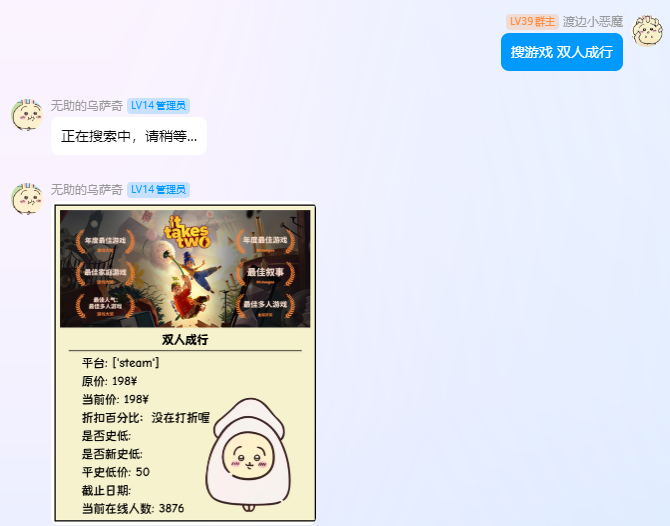 LV39 群主 渡边小恶魔
搜游戏 双人成行
无助的乌萨奇 LV14 管理员
正在搜索中，请稍等...
无助的乌萨奇 LV14 管理员
it takes two
年度最佳游戏 年度最佳游戏
最佳家庭游戏 最佳叙事
最佳人气:
最佳多人游戏 最佳多人游戏
双人成行
平台: ['steam']
原价: 198¥
当前价: 198¥
折扣百分比: 没在打折喔
是否史低:
是否新史低:
平史低价: 50
截止日期:
当前在线人数: 3876